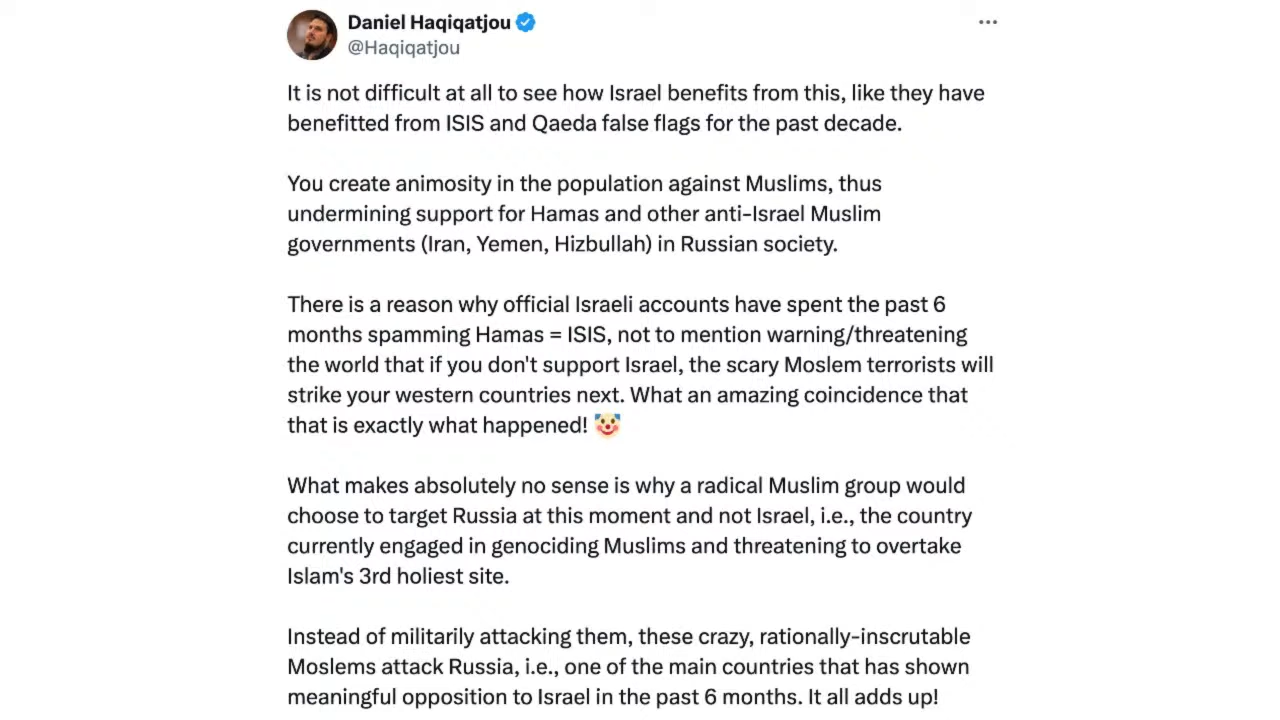 Daniel Haqiqatjou
@Haqiqatjou
It is not difficult at all to see how Israel benefits from this, like they have
benefitted from ISIS and Qaeda false flags for the past decade.
You create animosity in the population against Muslims, thus
undermining support for Hamas and other anti-Israel Muslim
governments (Iran, Yemen, Hizbullah) in Russian society.
There is a reason why official Israeli accounts have spent the past 6
months spamming Hamas = ISIS, not to mention warning/threatening
the world that if you don't support Israel, the scary Moslem terrorists will
strike your western countries next. What an amazing coincidence that
that is exactly what happened! 🤡
What makes absolutely no sense is why a radical Muslim group would
choose to target Russia at this moment and not Israel, i.e., the country
currently engaged in genociding Muslims and threatening to overtake
Islam's 3rd holiest site.
Instead of militarily attacking them, these crazy, rationally-inscrutable
Moslems attack Russia, i.e., one of the main countries that has shown
meaningful opposition to Israel in the past 6 months. It all adds up!